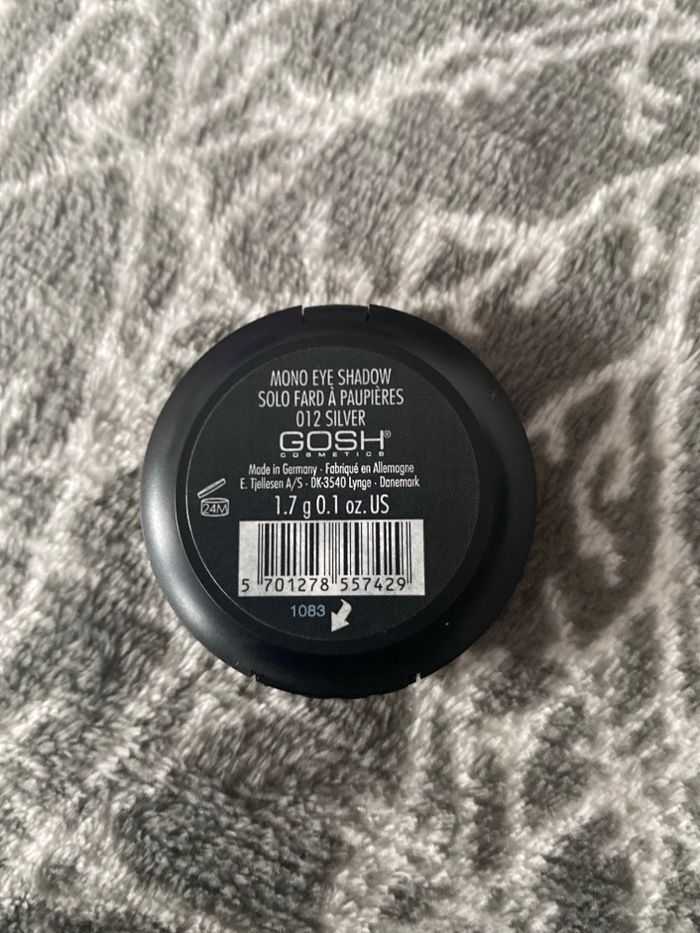 MONO EYE SHADOW
SOLO FARD À PAUPIÈRES
012 SILVER
GOSH®
COSMETICS
Made in Germany · Fabriqué en Allemagne
E. Tjellesen A/S · DK-3540 Lynge · Danemark
24M
1.7 g 0.1 oz. US
5 701278 557429
1083